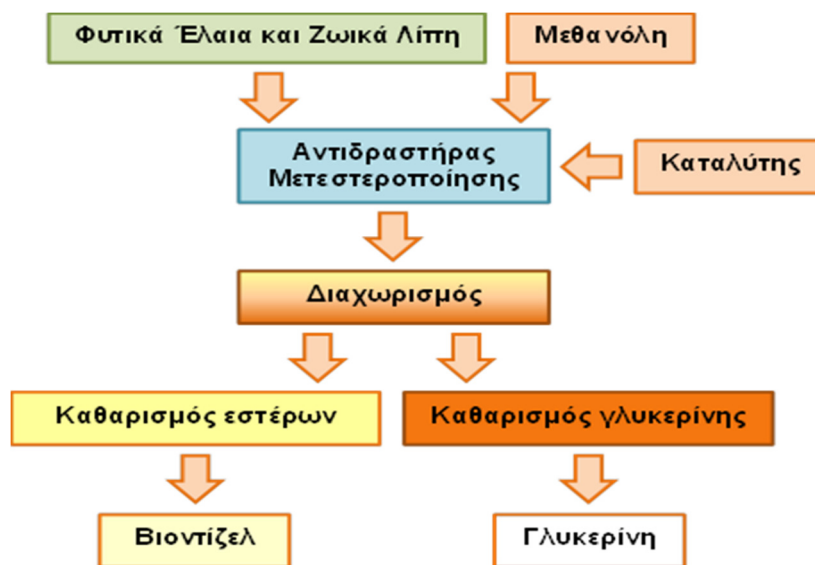 Φυτικά Έλαια και Ζωικά Λίπη
Μεθανόλη
Αντιδραστήρας
Μετεστεροποίησης
Καταλύτης
Διαχωρισμός
Καθαρισμός εστέρων
Καθαρισμός γλυκερίνης
Βιοντίζελ
Γλυκερίνη